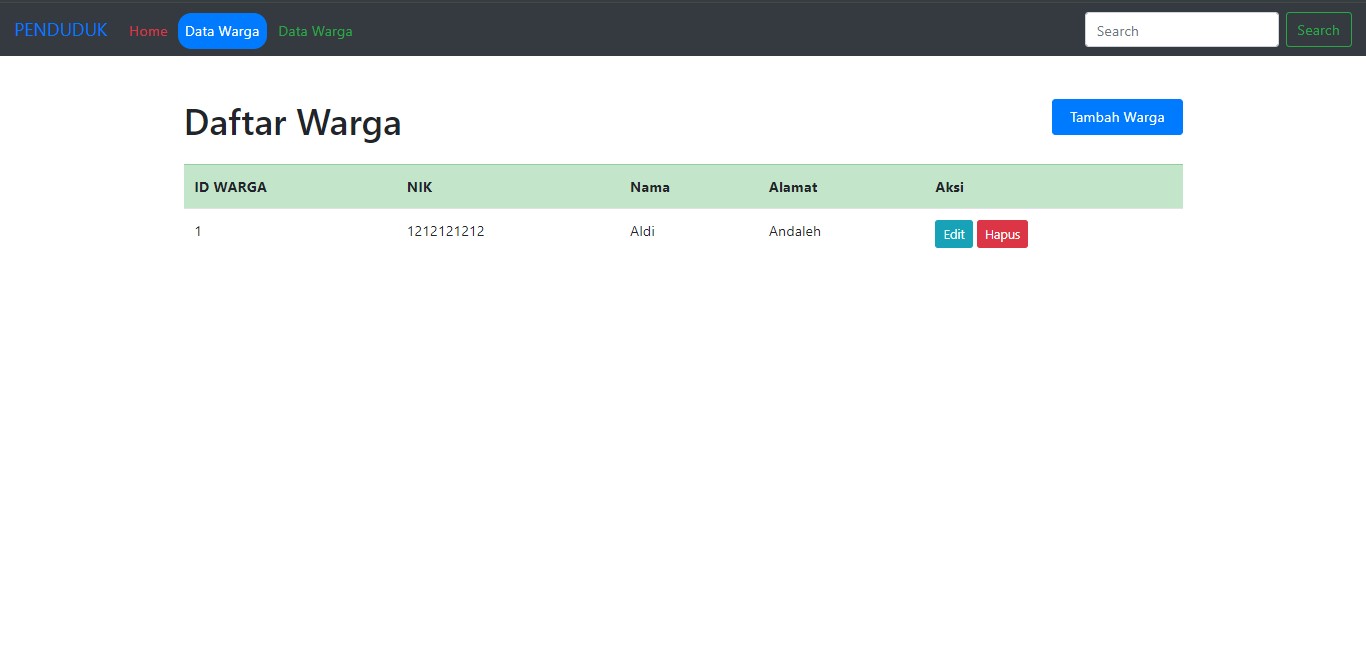 PENDUDUK Home Data Warga Data Warga Search Search
Daftar Warga Tambah Warga
ID WARGA NIK Nama Alamat Aksi
1 1212121212 Aldi Andaleh Edit Hapus